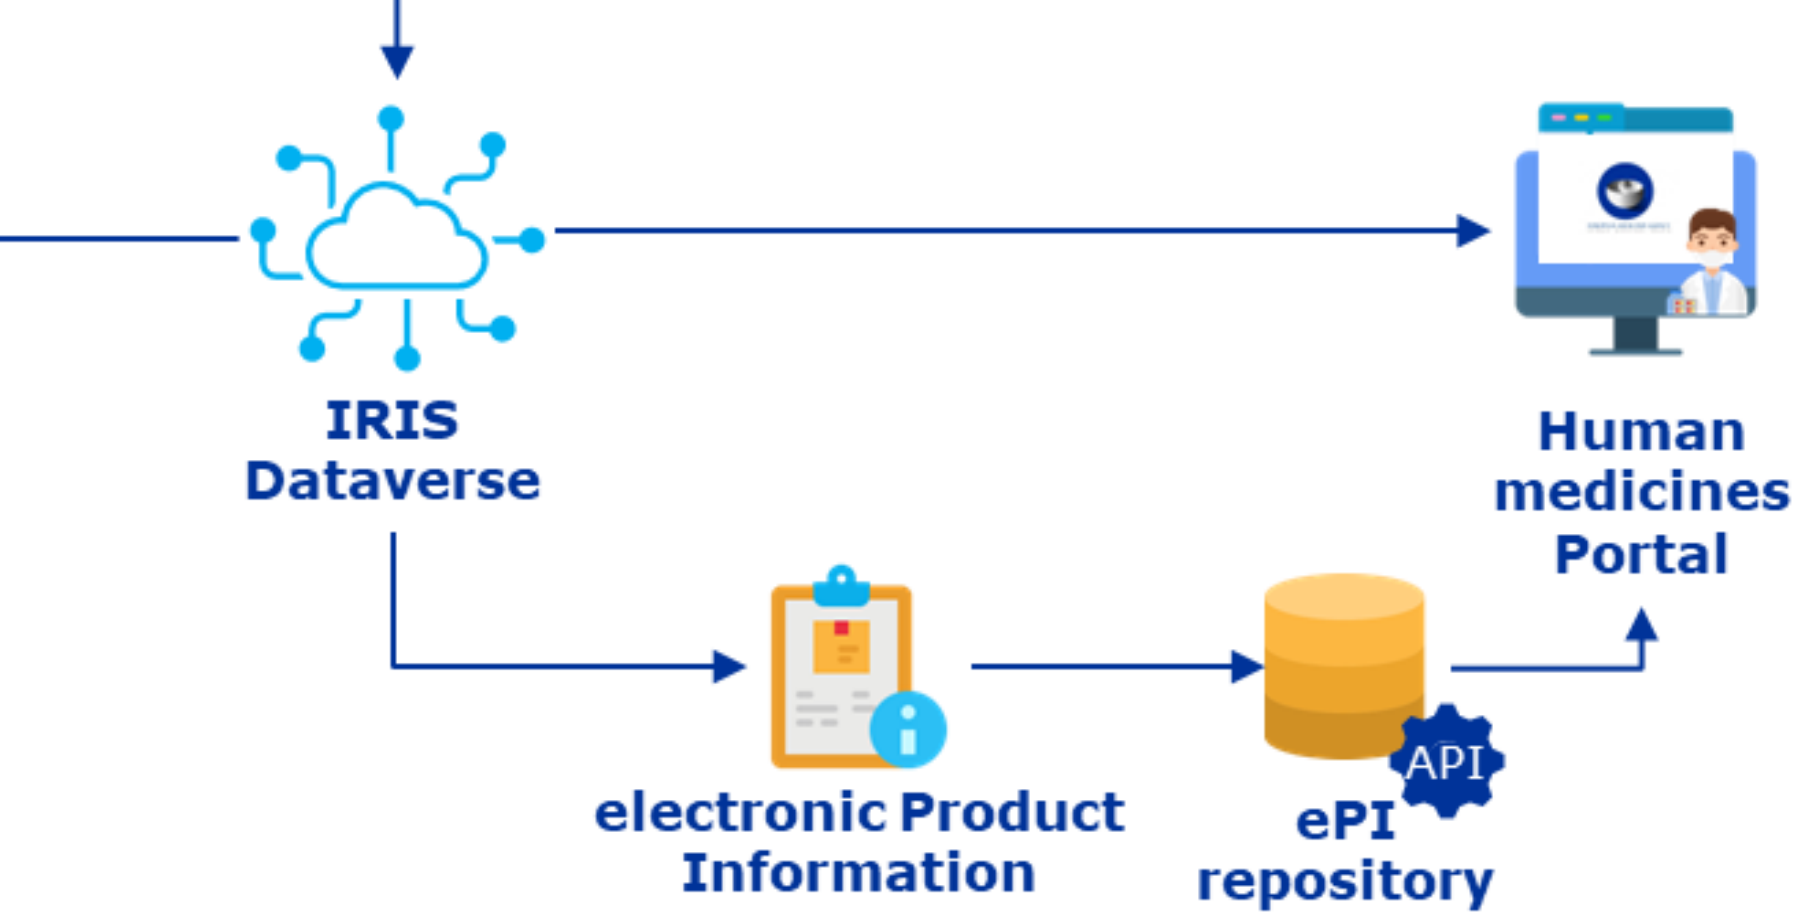 IRIS
Dataverse
Human
medicines
Portal
electronic Product
Information
API
ePI
repository